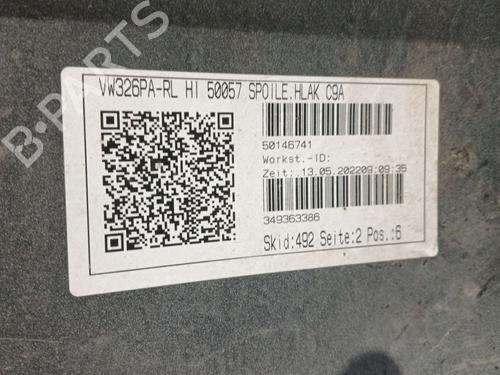 B-PARTS
VW326PA-RL HI 50057 SPOILE.HLAK C9A
50146741
Workst.-ID:
Zeit:.13.05.202209:09:35
349363386
Skid:492 Seite:2 Pos.:6